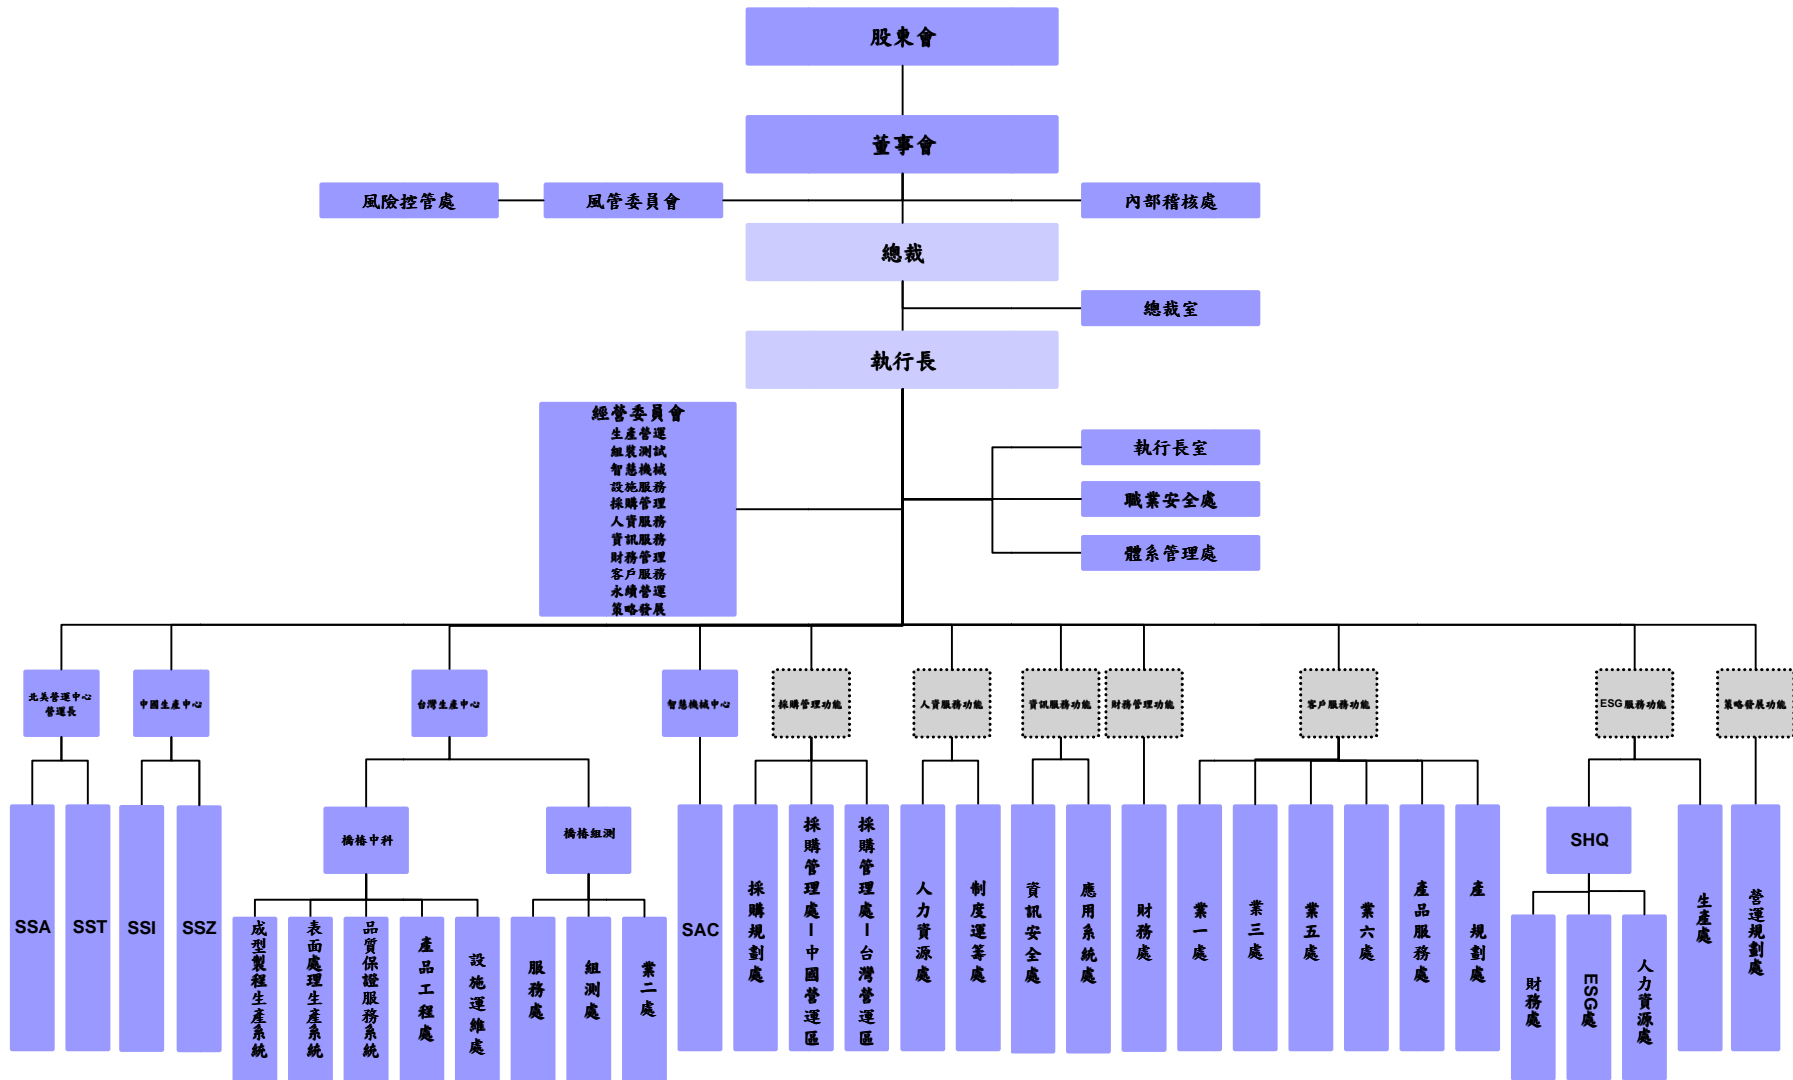 股東會
董事會
風險控管處
風管委員會
內部稽核處
總裁
總裁室
執行長
經營委員會
生產營運
組裝測試
智慧機械
設施服務
採購管理
人資服務
資訊服務
財務管理
客戶服務
永續營運
策略發展
執行長室
職業安全處
體系管理處
北美營運中心
營運長
中國生產中心
台灣生產中心
智慧機械中心
採購管理功能
人資服務功能
資訊服務功能
財務管理功能
客戶服務功能
ESG服務功能
策略發展功能
SSA
SST
SSI
SSZ
橋椿中科
橋椿組測
成型製程生產系統
表面處理生產系統
品質保證服務系統
產品工程處
設施運維處
服務處
組測處
業二處
SAC
採購規劃處
採購管理處－中國營運區
採購管理處－台灣營運區
人力資源處
制度運籌處
資訊安全處
應用系統處
財務處
業一處
業三處
業五處
業六處
產品服務處
產 規劃處
SHQ
財務處
ESG處
人力資源處
生產處
營運規劃處